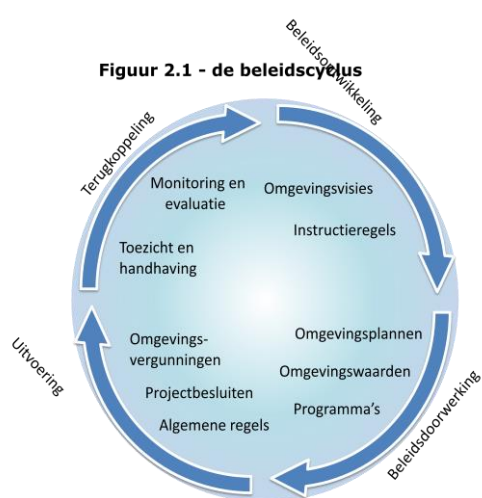 Figuur 2.1 - de beleidscyclus
Beleidsontwikkeling
Terugkoppeling
Monitoring en
evaluatie
Omgevingsvisies
Instructieregels
Toezicht en
handhaving
Omgevings-
vergunningen
Projectbesluiten
Algemene regels
Omgevingsplannen
Omgevingswaarden
Programma's
Uitvoering
Beleidsdoorwerking